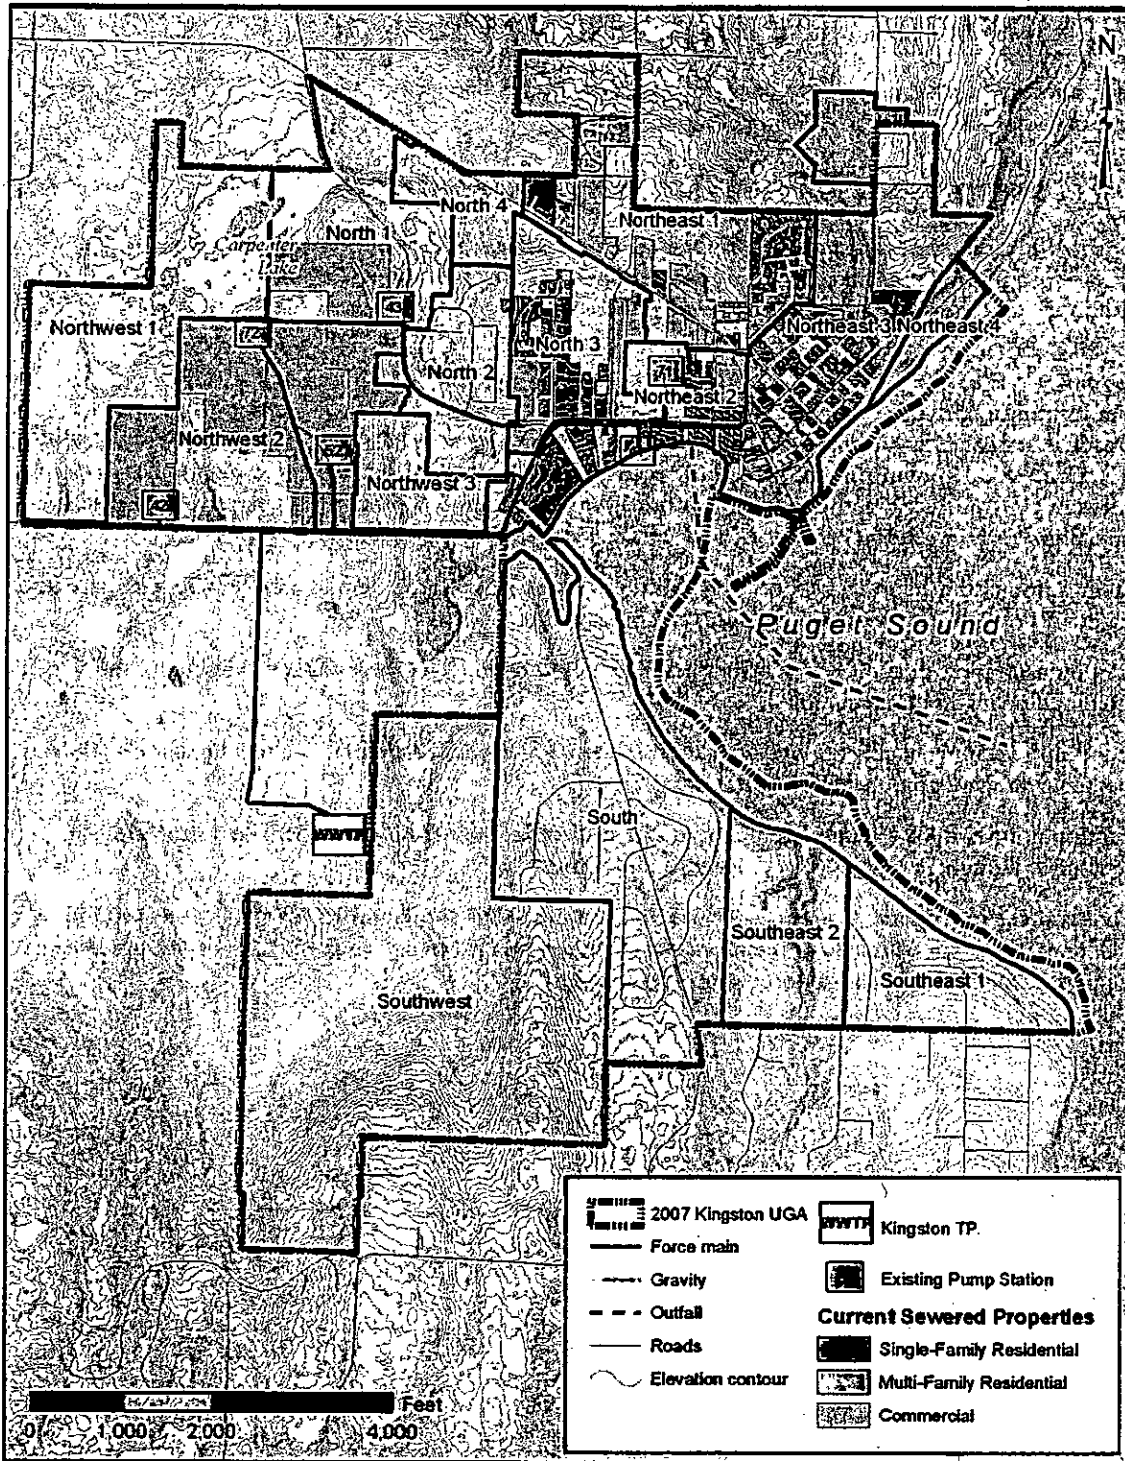 N
North 4
North 1
Northeast 1
Carpenter
Lake
Northwest 1
72
North 3
Northeast 3
Northeast 4
North 2
71
Northeast 2
Northwest 2
Northwest 3
Puget Sound
WWTP
South
Southeast 2
Southwest
Southeast 1
2007 Kingston UGA
Force main
Gravity
Outfall
Roads
Elevation contour
WWTP
Kingston TP.
Existing Pump Station
Current Sewered Properties
Single-Family Residential
Multi-Family Residential
Commercial
Feet
0 1,000 2,000 4,000